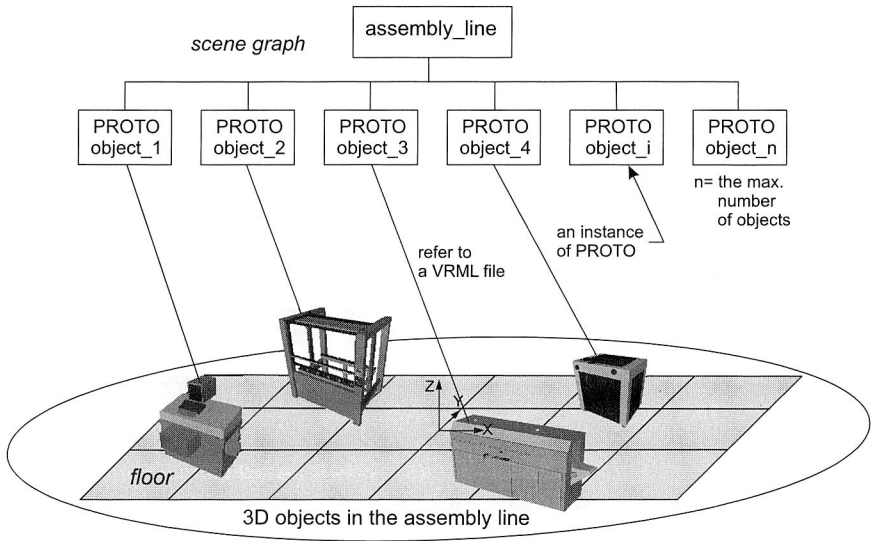 assembly_line
scene graph
PROTO
object_1
PROTO
object_2
PROTO
object_3
PROTO
object_4
PROTO
object_i
PROTO
object_n
n= the max.
number
of objects
an instance
of PROTO
refer to
a VRML file
Z
Y
X
floor
3D objects in the assembly line